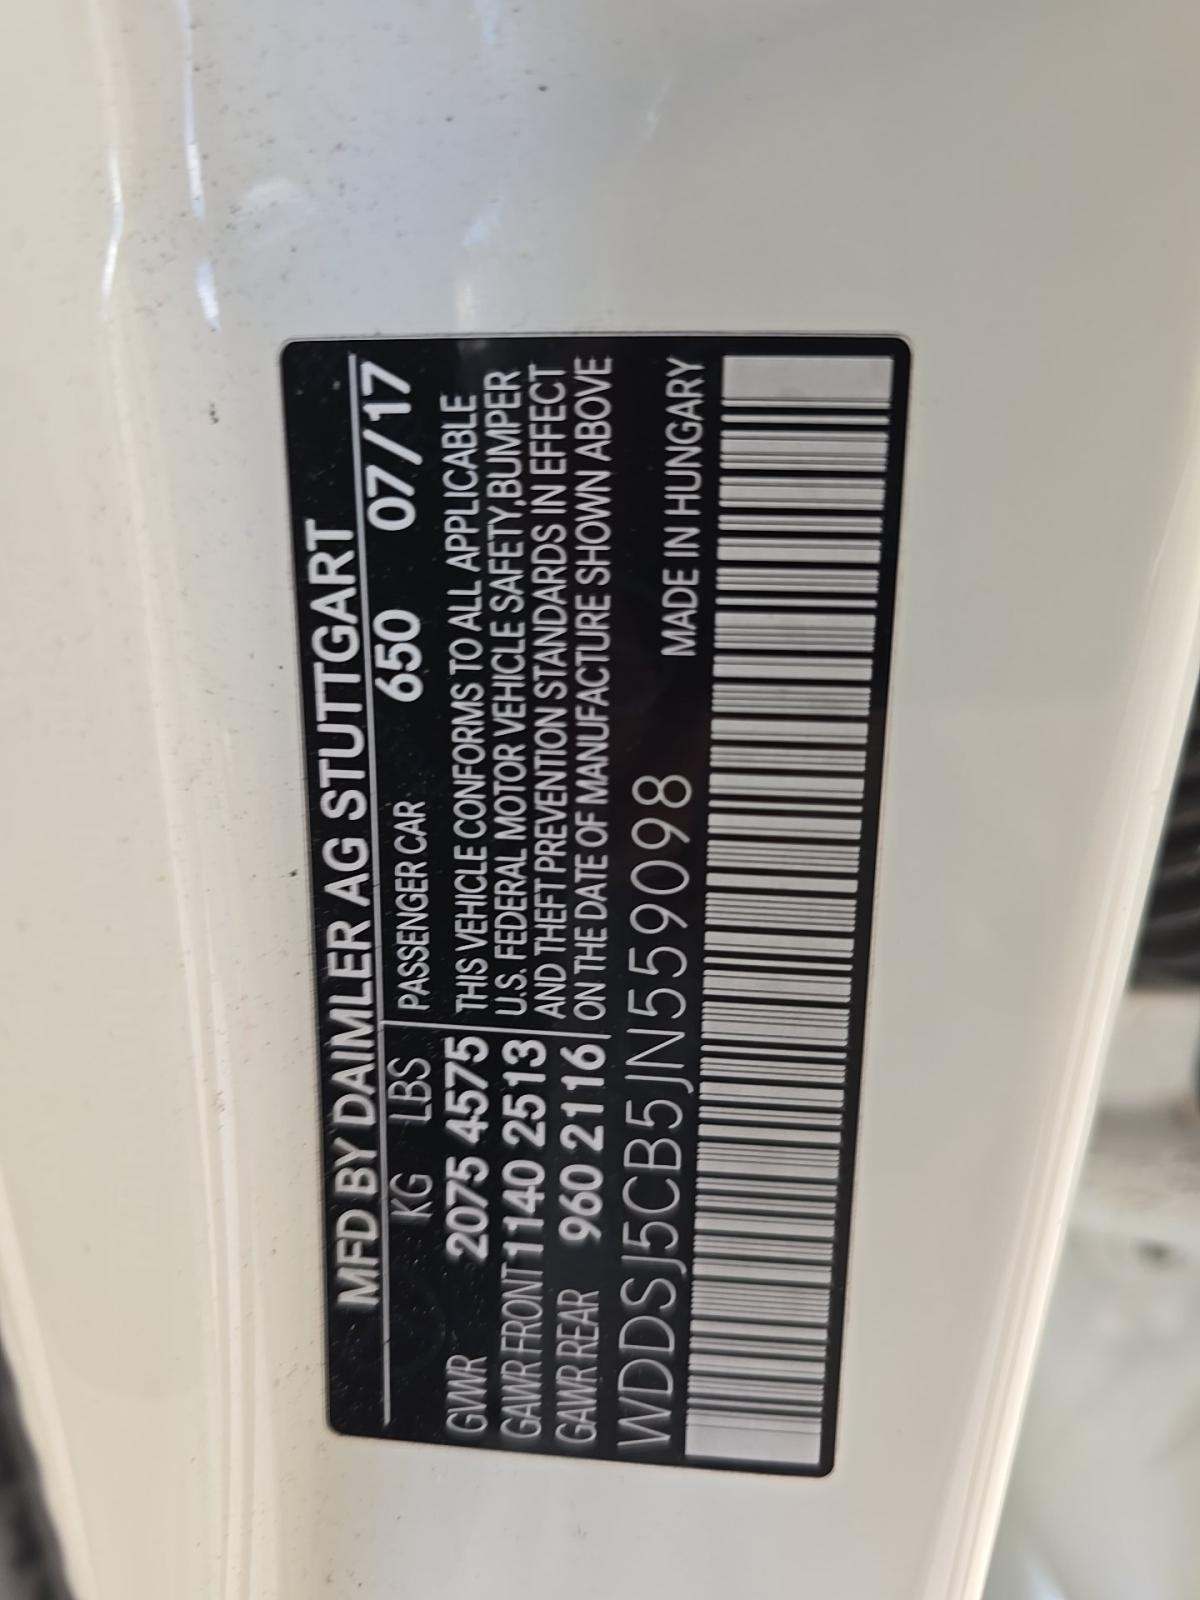 MFD BY DAIMLER AG STUTTGART
KG LBS PASSENGER CAR 650 07/17
GVWR 2075 4575 THIS VEHICLE CONFORMS TO ALL APPLICABLE
GAWR FRONT 1140 2513 U.S. FEDERAL MOTOR VEHICLE SAFETY, BUMPER
GAWR REAR 960 2116 AND THEFT PREVENTION STANDARDS IN EFFECT
ON THE DATE OF MANUFACTURE SHOWN ABOVE
WDDSJ5CB5JN559098 MADE IN HUNGARY